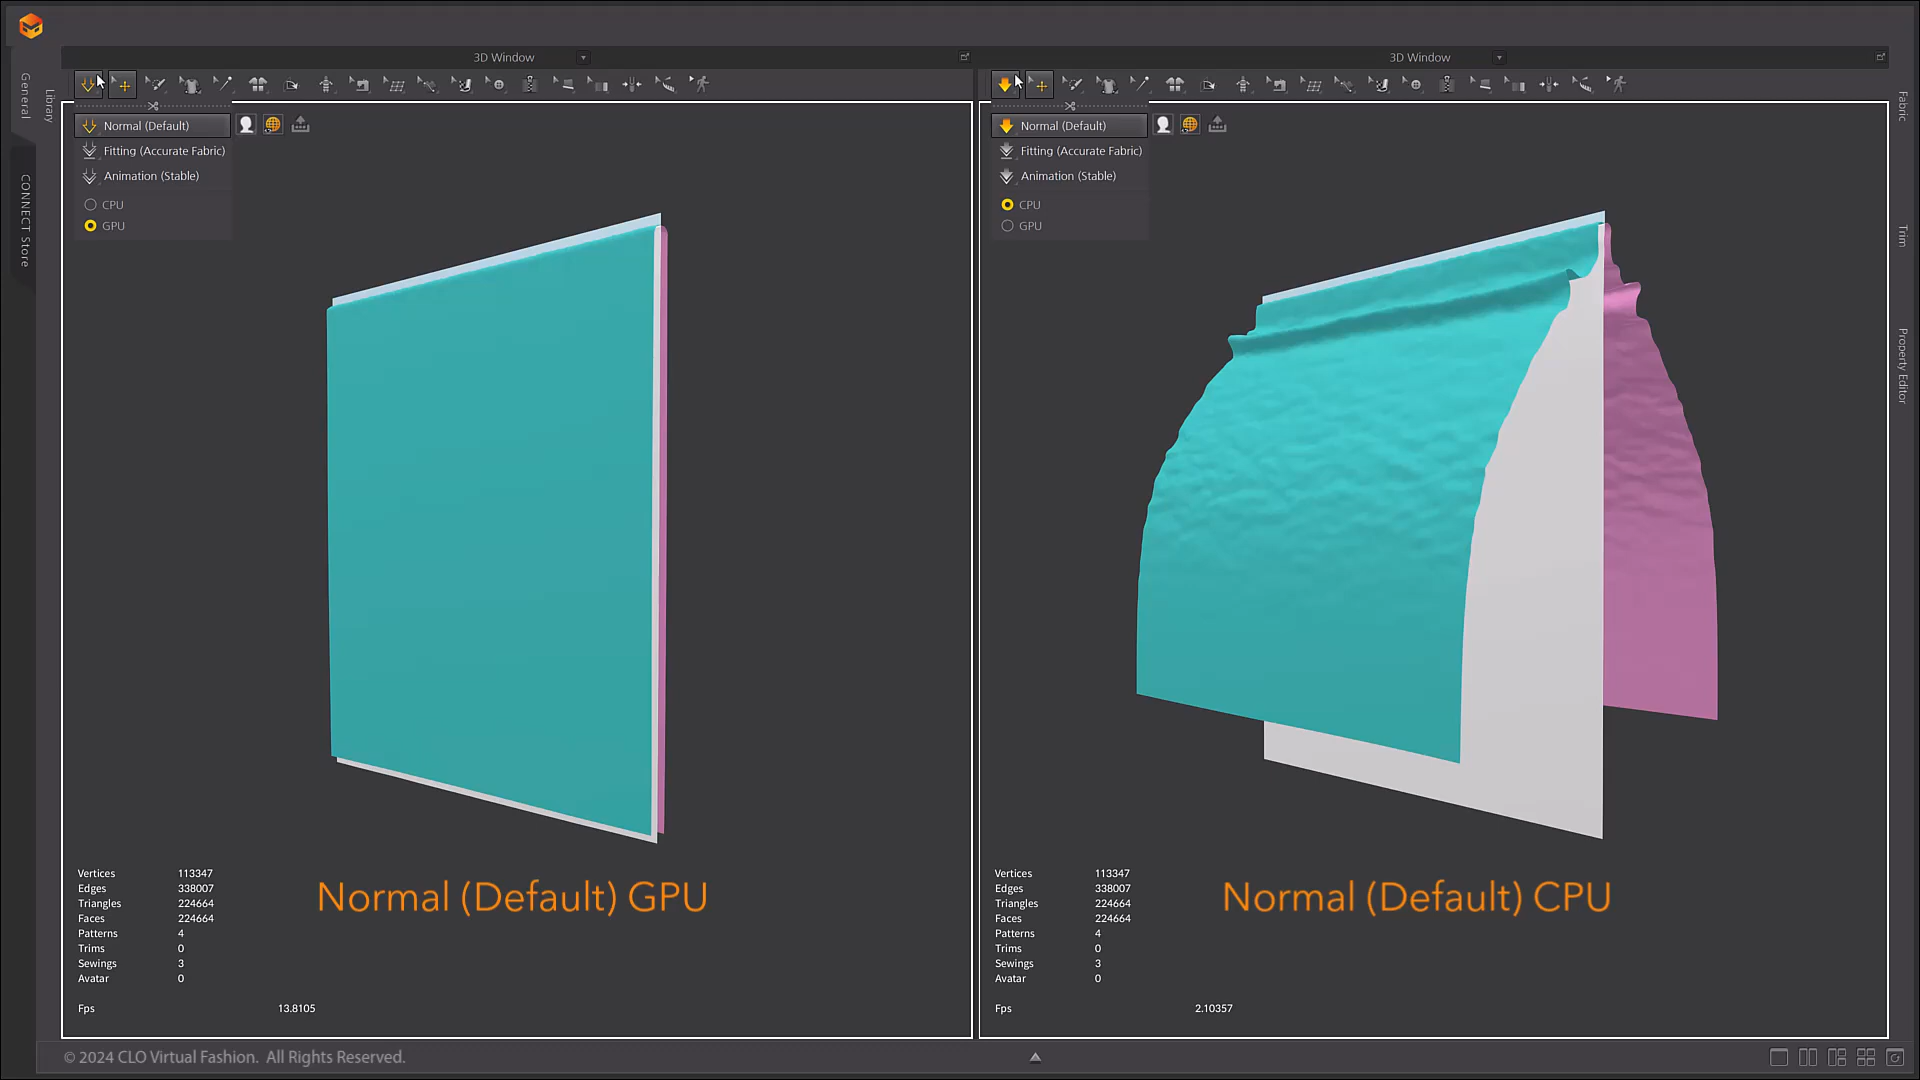 General
Library
CONNECT Store
3D Window
Normal (Default)
Fitting (Accurate Fabric)
Animation (Stable)
CPU
GPU
Vertices 113347
Edges 338007
Triangles 224664
Faces 224664
Patterns 4
Trims 0
Sewings 3
Avatar 0
Fps 13.8105
Normal (Default) GPU
3D Window
Normal (Default)
Fitting (Accurate Fabric)
Animation (Stable)
CPU
GPU
Vertices 113347
Edges 338007
Triangles 224664
Faces 224664
Patterns 4
Trims 0
Sewings 3
Avatar 0
Fps 2.10357
Normal (Default) CPU
Fabric
Trim
Property Editor
© 2024 CLO Virtual Fashion. All Rights Reserved.